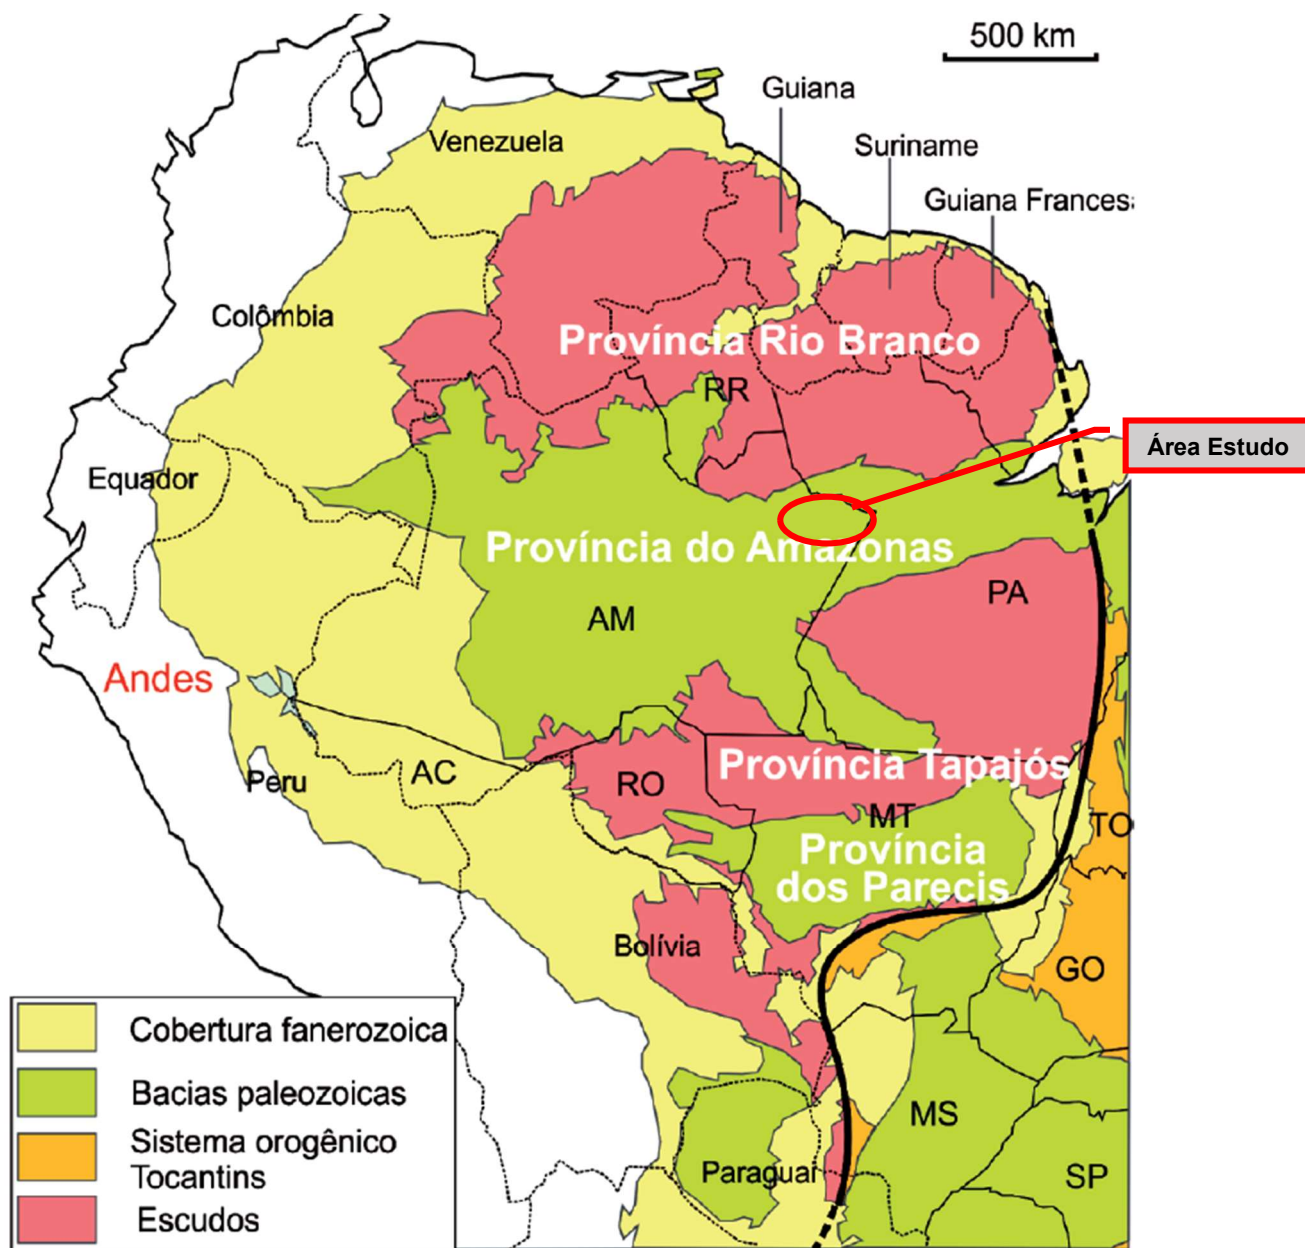 500 km
Guiana
Venezuela
Suriname
Guiana Frances
Colômbia
Província Rio Branco
RR
Área Estudo
Equador
Província do Amazonas
PA
AM
Andes
Província Tapajós
Peru
AC
RO
MT
TO
Província
dos Parecis
Bolívia
GO
Cobertura fanerozoica
Bacias paleozoicas
MS
Sistema orogênico
Tocantins
Paraguai
SP
Escudos